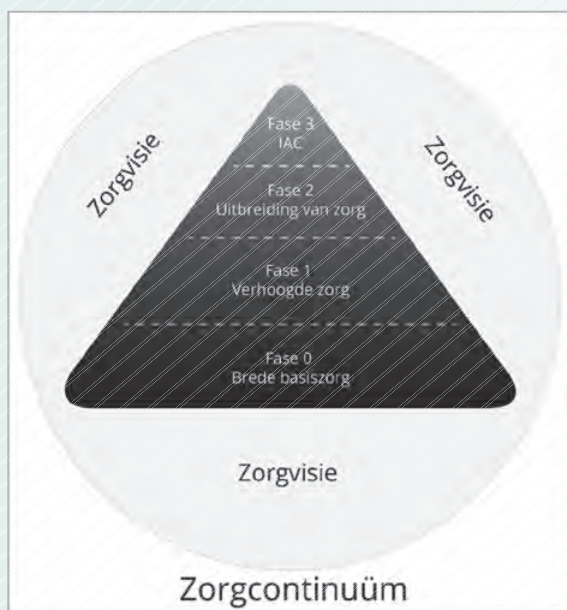 Zorgvisie
Zorgvisie
Fase 3
IAC
Fase 2
Uitbreiding van zorg
Fase 1
Verhoogde zorg
Fase 0
Brede basiszorg
Zorgvisie
Zorgcontinuüm